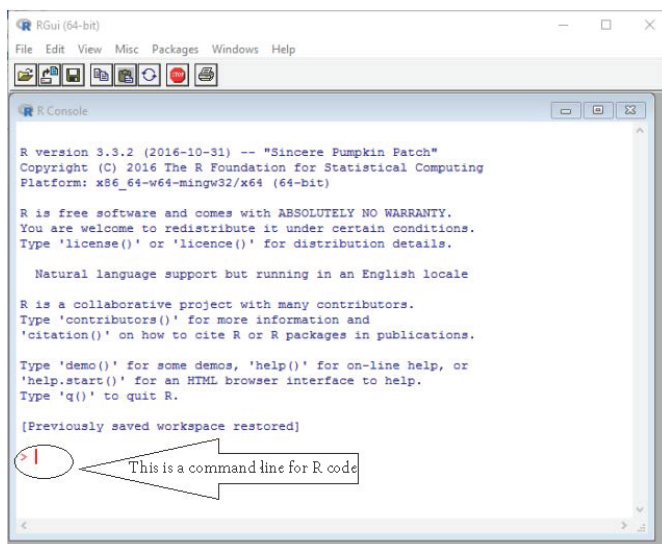 RGui (64-bit)
File Edit View Misc Packages Windows Help
STOP
R Console
R version 3.3.2 (2016-10-31) -- "Sincere Pumpkin Patch"
Copyright (C) 2016 The R Foundation for Statistical Computing
Platform: x86_64-w64-mingw32/x64 (64-bit)
R is free software and comes with ABSOLUTELY NO WARRANTY.
You are welcome to redistribute it under certain conditions.
Type 'license()' or 'licence()' for distribution details.
Natural language support but running in an English locale
R is a collaborative project with many contributors.
Type 'contributors()' for more information and
'citation()' on how to cite R or R packages in publications.
Type 'demo()' for some demos, 'help()' for on-line help, or
'help.start()' for an HTML browser interface to help.
Type 'q()' to quit R.
[Previously saved workspace restored]
>
This is a command line for R code